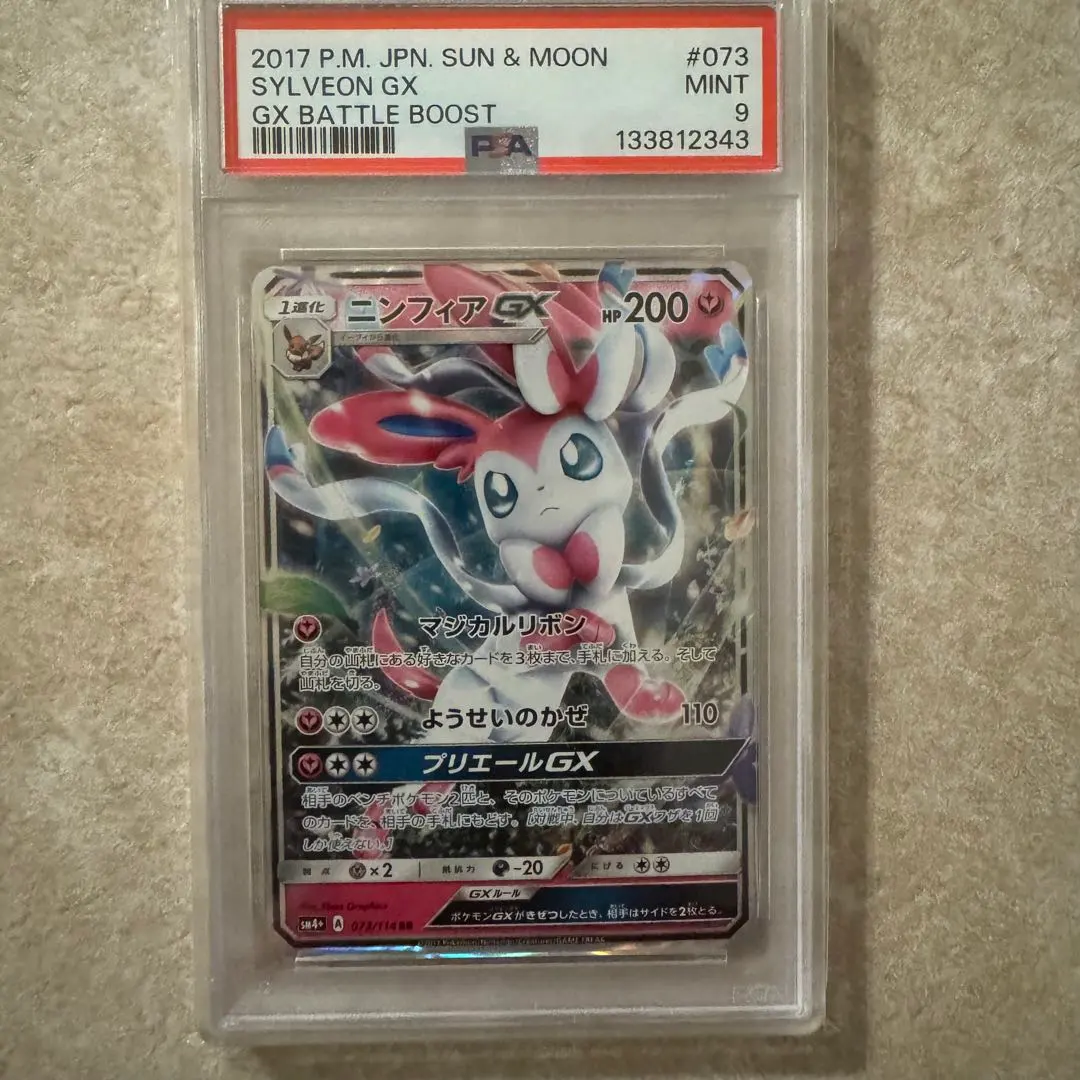 2017 P.M. JPN. SUN & MOON #073
SYLVEON GX MINT
GX BATTLE BOOST 9
PSA 133812343
1進化 ニンフィアGX HP200
イーブイから進化
マジカルリボン
自分の山札にある好きなカードを3枚まで、手札に加える。そして
山札を切る。
ようせいのかぜ 110
プリエールGX
相手のベンチポケモン2匹と、そのポケモンについているすべて
のカードを、相手の手札にもどす。[対戦中、自分はGXワザを1回
しか使えない。]
弱点 ×2 抵抗力 -20 にげる
GXルール
ポケモンGXがきぜつしたとき、相手はサイドを2枚とる。
SM4+ A 073/114 RR